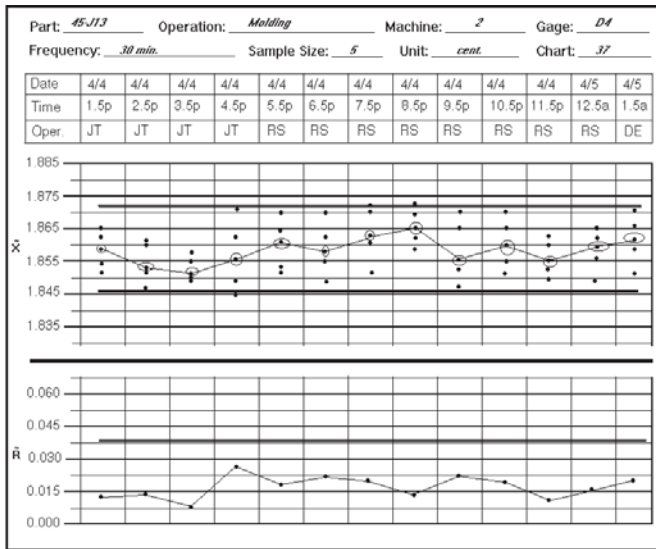 Part: 45-J13 Operation: Molding Machine: 2 Gage: D4
Frequency: 30 min. Sample Size: 5 Unit: cent. Chart: 37
Date 4/4 4/4 4/4 4/4 4/4 4/4 4/4 4/4 4/4 4/4 4/4 4/5 4/5
Time 1.5p 2.5p 3.5p 4.5p 5.5p 6.5p 7.5p 8.5p 9.5p 10.5p 11.5p 12.5a 1.5a
Oper. JT JT JT JT RS RS RS RS RS RS RS RS DE
1.885
1.875
1.865
X̃
1.855
1.845
1.835
0.060
0.045
R̃
0.030
0.015
0.000